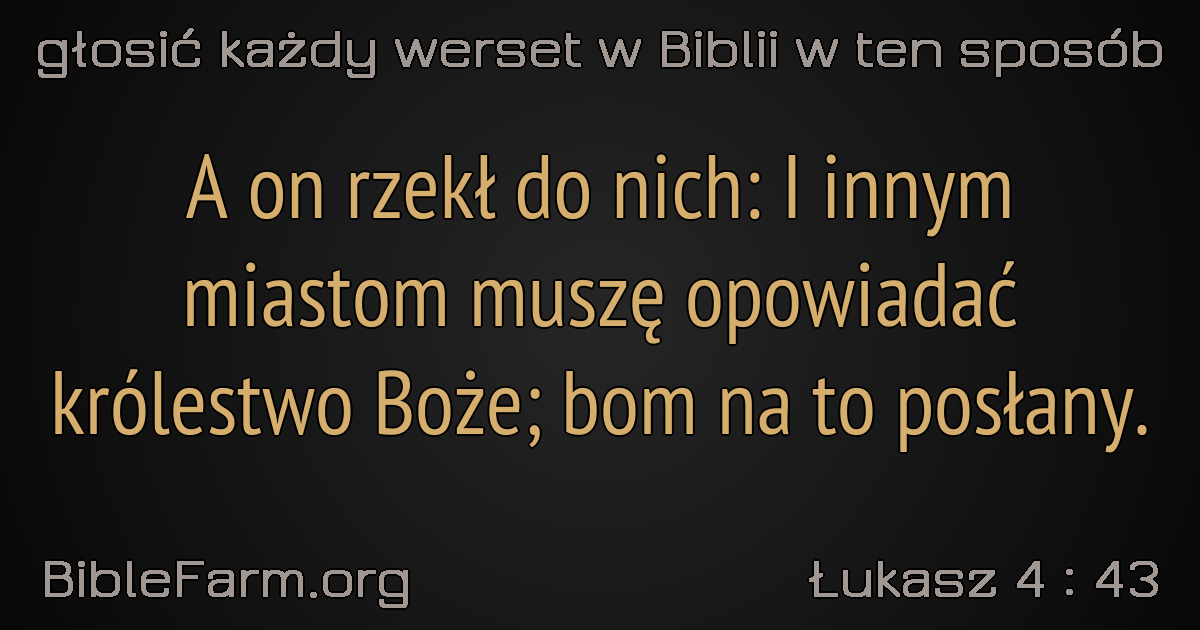 głosić każdy werset w Biblii w ten sposób
A on rzekł do nich: I innym
miastom muszę opowiadać
królestwo Boże; bom na to posłany.
BibleFarm.org
Łukasz 4 : 43